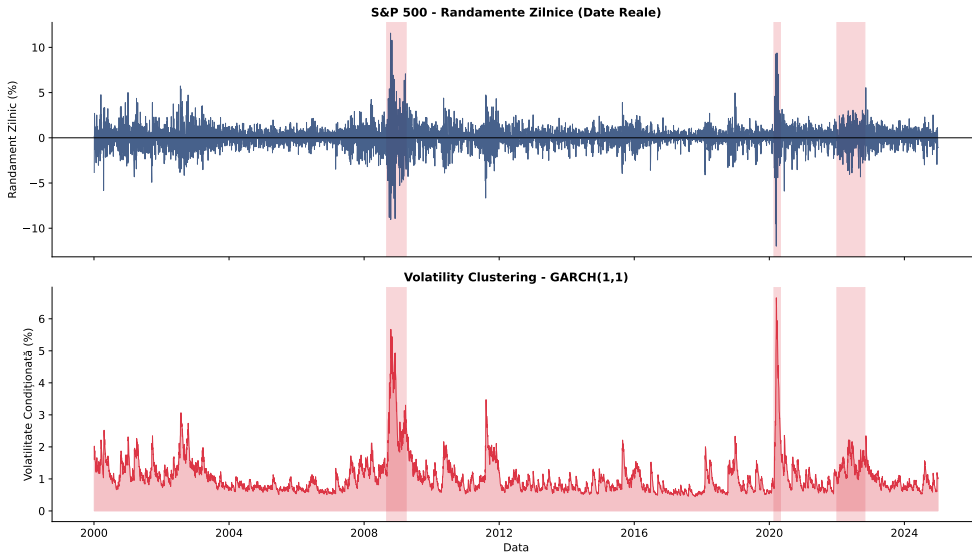 S&P 500 - Randamente Zilnice (Date Reale)
Randament Zilnic (%)
10
5
0
−5
−10
Volatility Clustering - GARCH(1,1)
Volatilitate Condiționată (%)
6
5
4
3
2
1
0
2000 2004 2008 2012 2016 2020 2024
Data